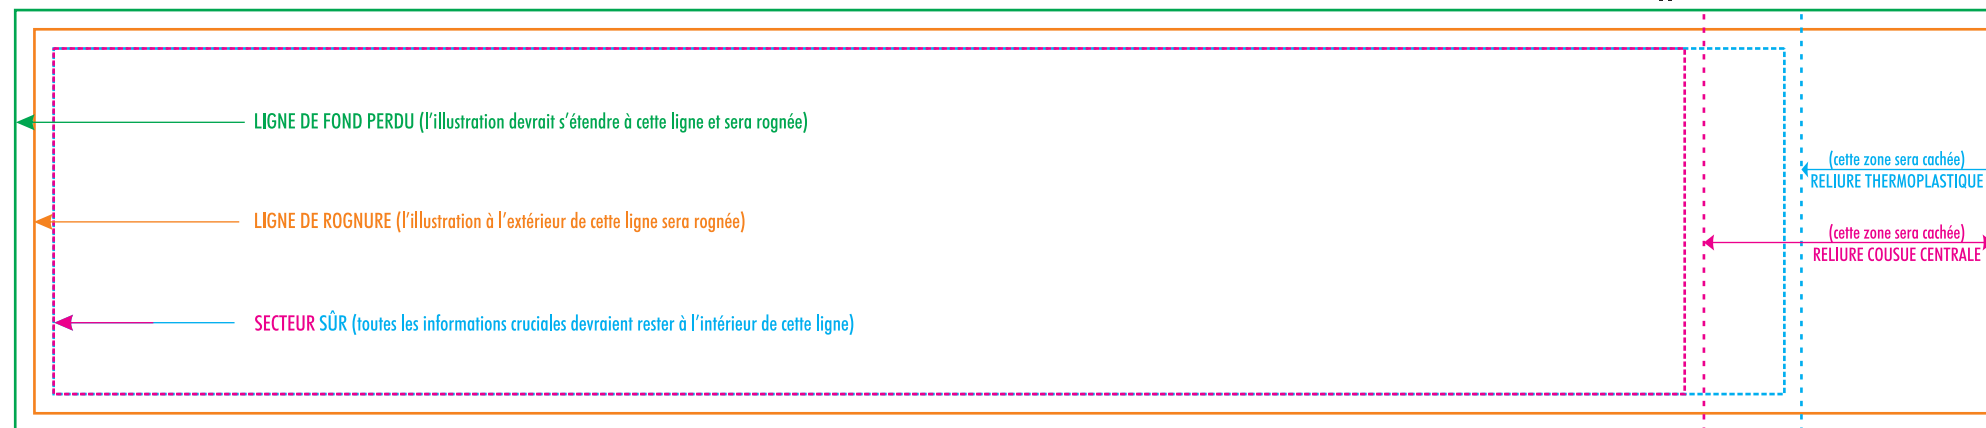 LIGNE DE FOND PERDU (l'illustration devrait s'étendre à cette ligne et sera rognée)
(cette zone sera cachée)
RELIURE THERMOPLASTIQUE
LIGNE DE ROGNURE (l'illustration à l'extérieur de cette ligne sera rognée)
(cette zone sera cachée)
RELIURE COUSUE CENTRALE
SECTEUR SÛR (toutes les informations cruciales devraient rester à l'intérieur de cette ligne)